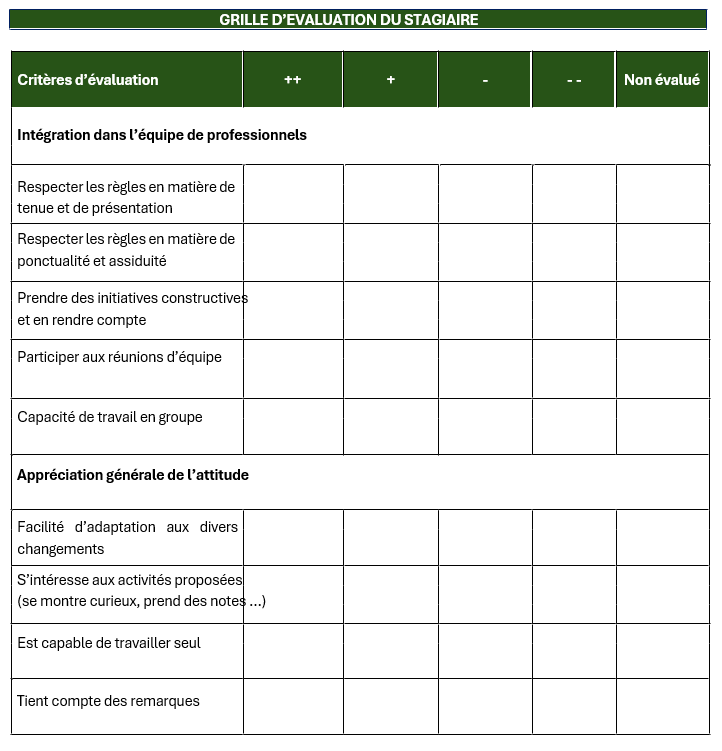 GRILLE D’EVALUATION DU STAGIAIRE
Critères d’évaluation ++ + - - - Non évalué
Intégration dans l’équipe de professionnels
Respecter les règles en matière de
tenue et de présentation
Respecter les règles en matière de
ponctualité et assiduité
Prendre des initiatives constructives
et en rendre compte
Participer aux réunions d’équipe
Capacité de travail en groupe
Appréciation générale de l’attitude
Facilité d’adaptation aux divers
changements
S’intéresse aux activités proposées
(se montre curieux, prend des notes …)
Est capable de travailler seul
Tient compte des remarques